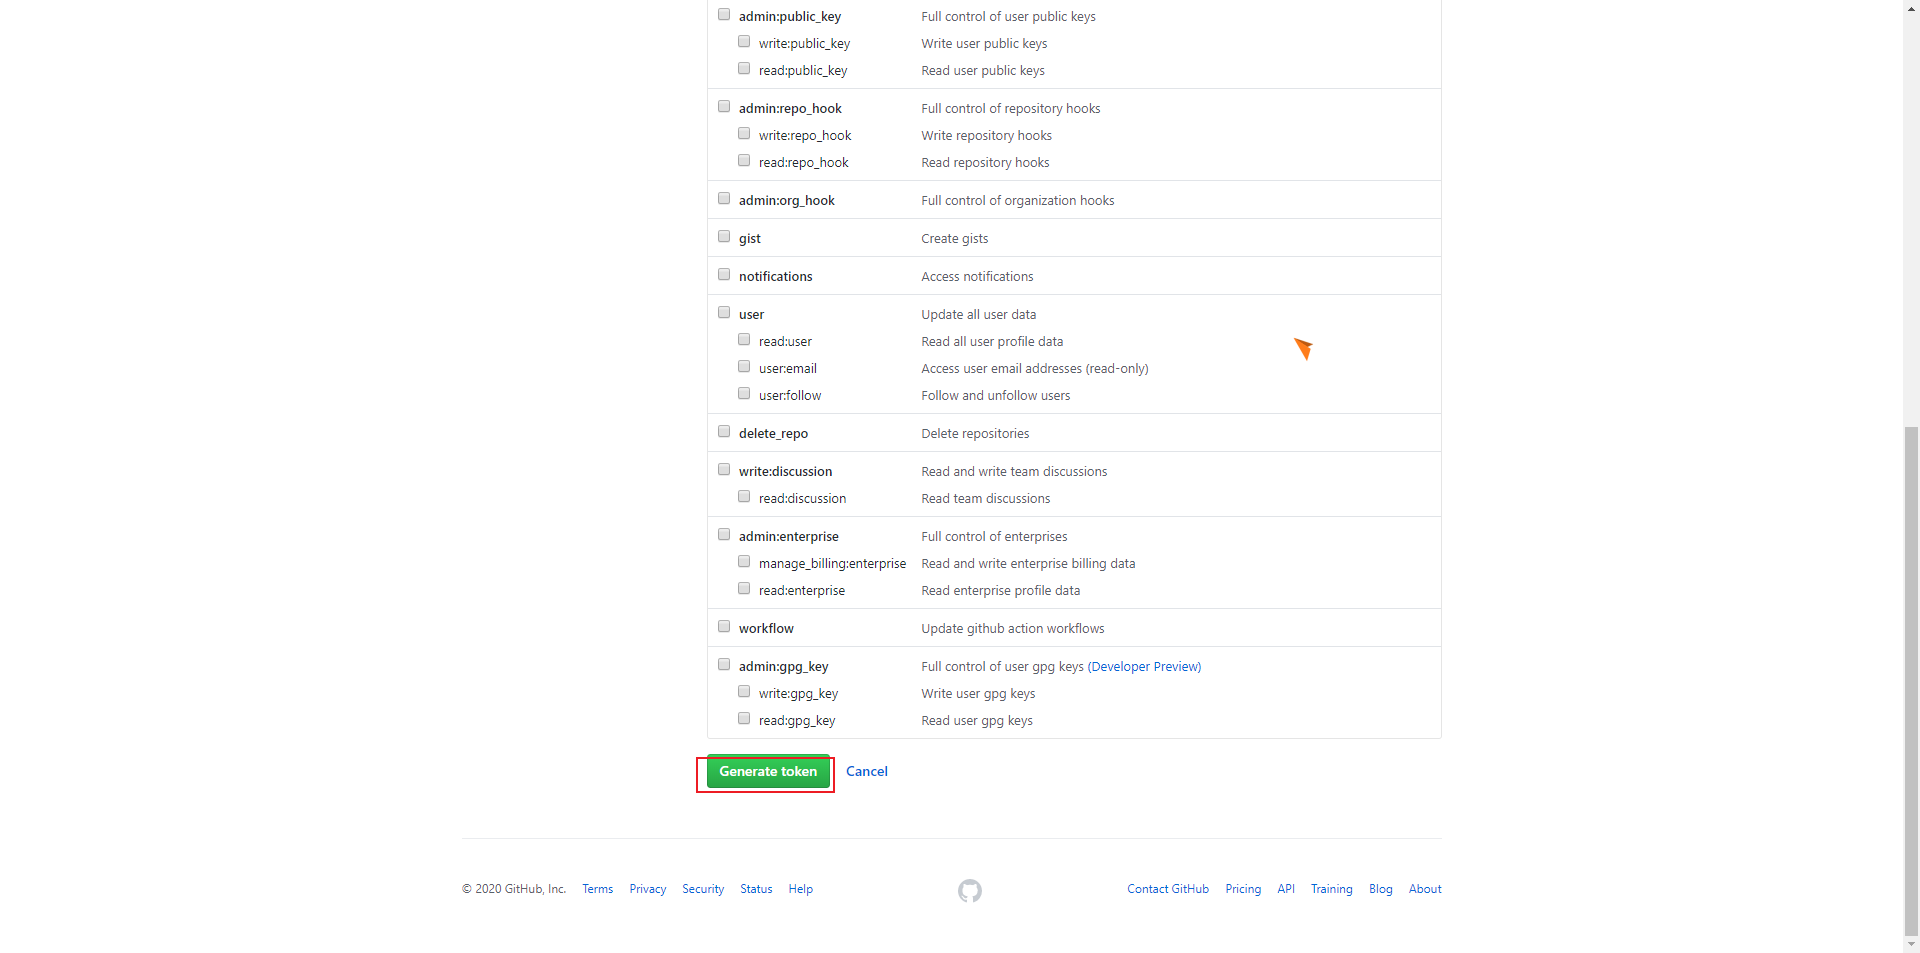 admin:public_key Full control of user public keys
write:public_key Write user public keys
read:public_key Read user public keys
admin:repo_hook Full control of repository hooks
write:repo_hook Write repository hooks
read:repo_hook Read repository hooks
admin:org_hook Full control of organization hooks
gist Create gists
notifications Access notifications
user Update all user data
read:user Read all user profile data
user:email Access user email addresses (read-only)
user:follow Follow and unfollow users
delete_repo Delete repositories
write:discussion Read and write team discussions
read:discussion Read team discussions
admin:enterprise Full control of enterprises
manage_billing:enterprise Read and write enterprise billing data
read:enterprise Read enterprise profile data
workflow Update github action workflows
admin:gpg_key Full control of user gpg keys (Developer Preview)
write:gpg_key Write user gpg keys
read:gpg_key Read user gpg keys
Generate token Cancel
© 2020 GitHub, Inc. Terms Privacy Security Status Help Contact GitHub Pricing API Training Blog About